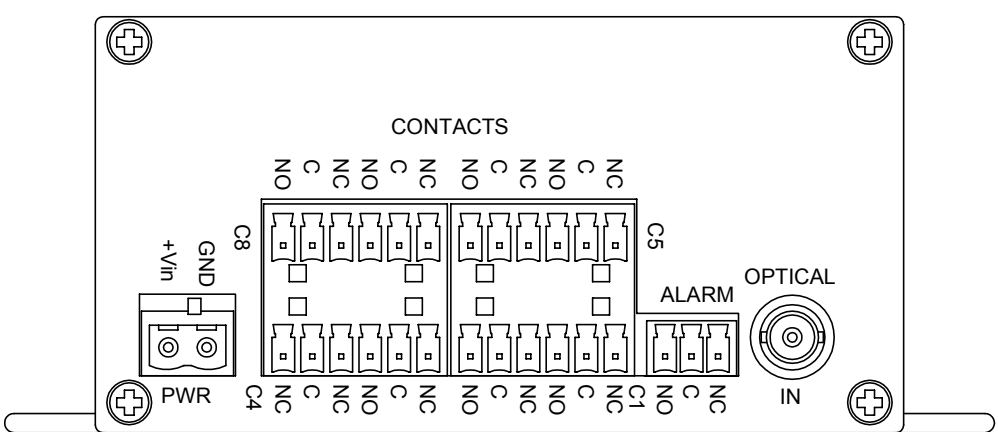 CONTACTS
NO C NC NO C NC NO C NC NO C NC
C8
C5
+Vin
GND
OPTICAL
ALARM
PWR
C4
NC C NC NO C NC NO C NC NO C NC
C1
NO C NC
IN